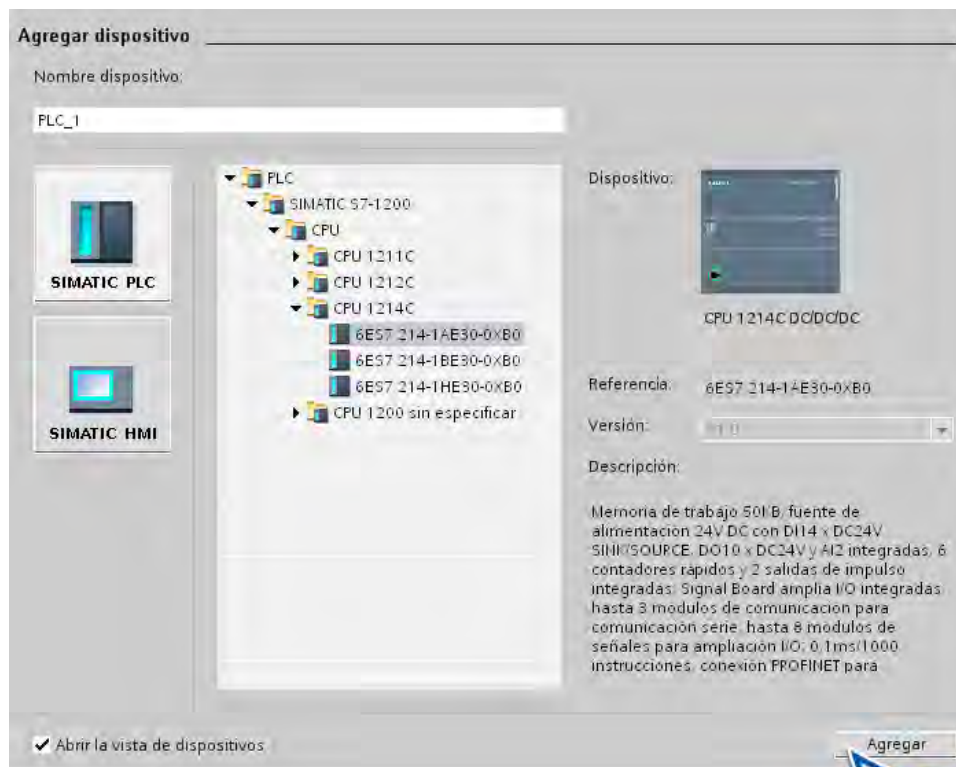 Agregar dispositivo
Nombre dispositivo:
PLC_1
SIMATIC PLC
SIMATIC HMI
PLC
SIMATIC S7-1200
CPU
CPU 1211C
CPU 1212C
CPU 1214C
6ES7 214-1AE30-0XB0
6ES7 214-1BE30-0XB0
6ES7 214-1HE30-0XB0
CPU 1200 sin especificar
Dispositivo:
CPU 1214C DC/DC/DC
Referencia:
6ES7 214-1AE30-0XB0
Versión:
Descripción:
Memoria de trabajo 50KB; fuente de
alimentación 24V DC con DI14 x DC24V
SINK/SOURCE, DO10 x DC24V y AI2 integradas; 6
contadores rápidos y 2 salidas de impulso
integradas; Signal Board amplia I/O integradas;
hasta 3 módulos de comunicación para
comunicación serie; hasta 8 módulos de
señales para ampliación I/O; 0,1ms/1000
instrucciones; conexión PROFINET para
Abrir la vista de dispositivos
Agregar